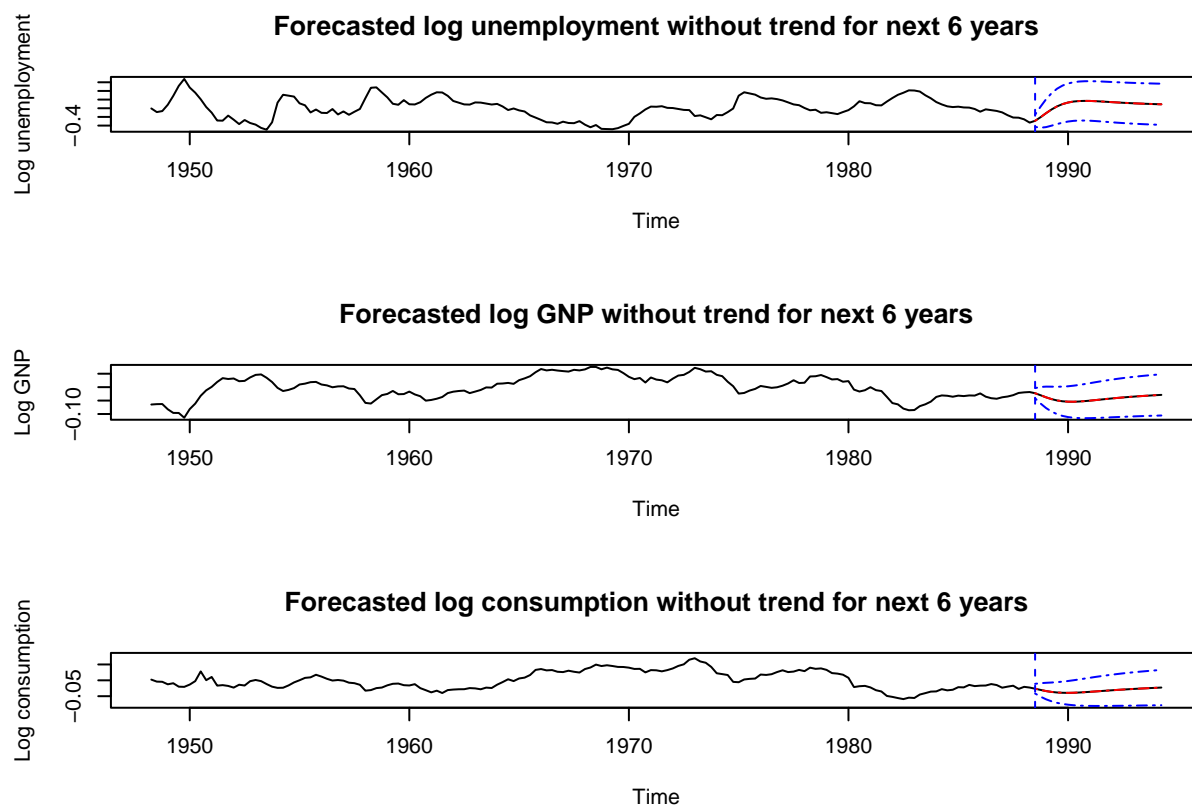 Forecasted log unemployment without trend for next 6 years
Log unemployment
−0.4
1950 1960 1970 1980 1990
Time
Forecasted log GNP without trend for next 6 years
Log GNP
−0.10
1950 1960 1970 1980 1990
Time
Forecasted log consumption without trend for next 6 years
Log consumption
−0.05
1950 1960 1970 1980 1990
Time